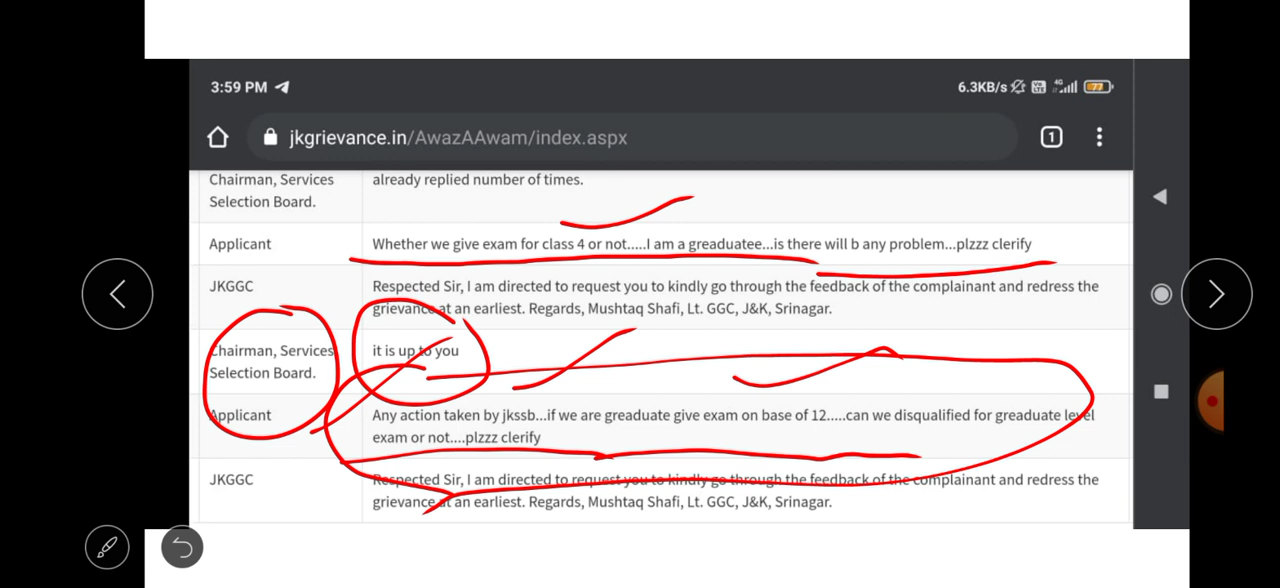 3:59 PM
6.3KB/s 4G 77
jkgrievance.in/AwazAAwam/index.aspx
1
Chairman, Services
Selection Board.
already replied number of times.
Applicant
Whether we give exam for class 4 or not.....I am a greaduatee...is there will b any problem...plzzz clerify
JKGGC
Respected Sir, I am directed to request you to kindly go through the feedback of the complainant and redress the
grievance at an earliest. Regards, Mushtaq Shafi, Lt. GGC, J&K, Srinagar.
Chairman, Services
Selection Board.
it is up to you
Applicant
Any action taken by jkssb...if we are greaduate give exam on base of 12.....can we disqualified for greaduate level
exam or not....plzzz clerify
JKGGC
Respected Sir, I am directed to request you to kindly go through the feedback of the complainant and redress the
grievance at an earliest. Regards, Mushtaq Shafi, Lt. GGC, J&K, Srinagar.